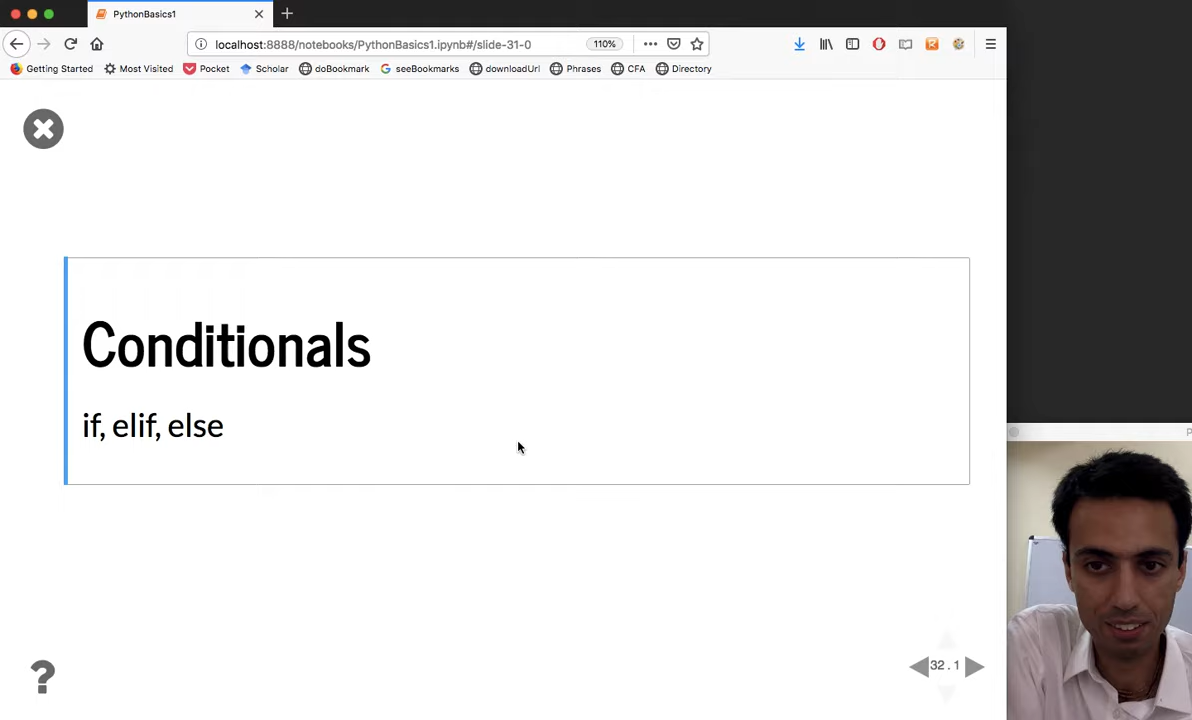 PythonBasics1
localhost:8888/notebooks/PythonBasics1.ipynb#/slide-31-0
110%
Getting Started
Most Visited
Pocket
Scholar
doBookmark
seeBookmarks
downloadUrl
Phrases
CFA
Directory
Conditionals
if, elif, else
?
32.1
P